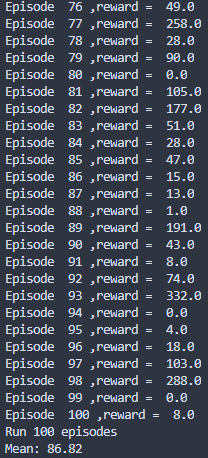 Episode  76 ,reward =  49.0
Episode  77 ,reward =  258.0
Episode  78 ,reward =  28.0
Episode  79 ,reward =  90.0
Episode  80 ,reward =  0.0
Episode  81 ,reward =  105.0
Episode  82 ,reward =  177.0
Episode  83 ,reward =  51.0
Episode  84 ,reward =  28.0
Episode  85 ,reward =  47.0
Episode  86 ,reward =  15.0
Episode  87 ,reward =  13.0
Episode  88 ,reward =  1.0
Episode  89 ,reward =  191.0
Episode  90 ,reward =  43.0
Episode  91 ,reward =  8.0
Episode  92 ,reward =  74.0
Episode  93 ,reward =  332.0
Episode  94 ,reward =  0.0
Episode  95 ,reward =  4.0
Episode  96 ,reward =  18.0
Episode  97 ,reward =  103.0
Episode  98 ,reward =  288.0
Episode  99 ,reward =  0.0
Episode  100 ,reward =  8.0
Run 100 episodes
Mean: 86.82